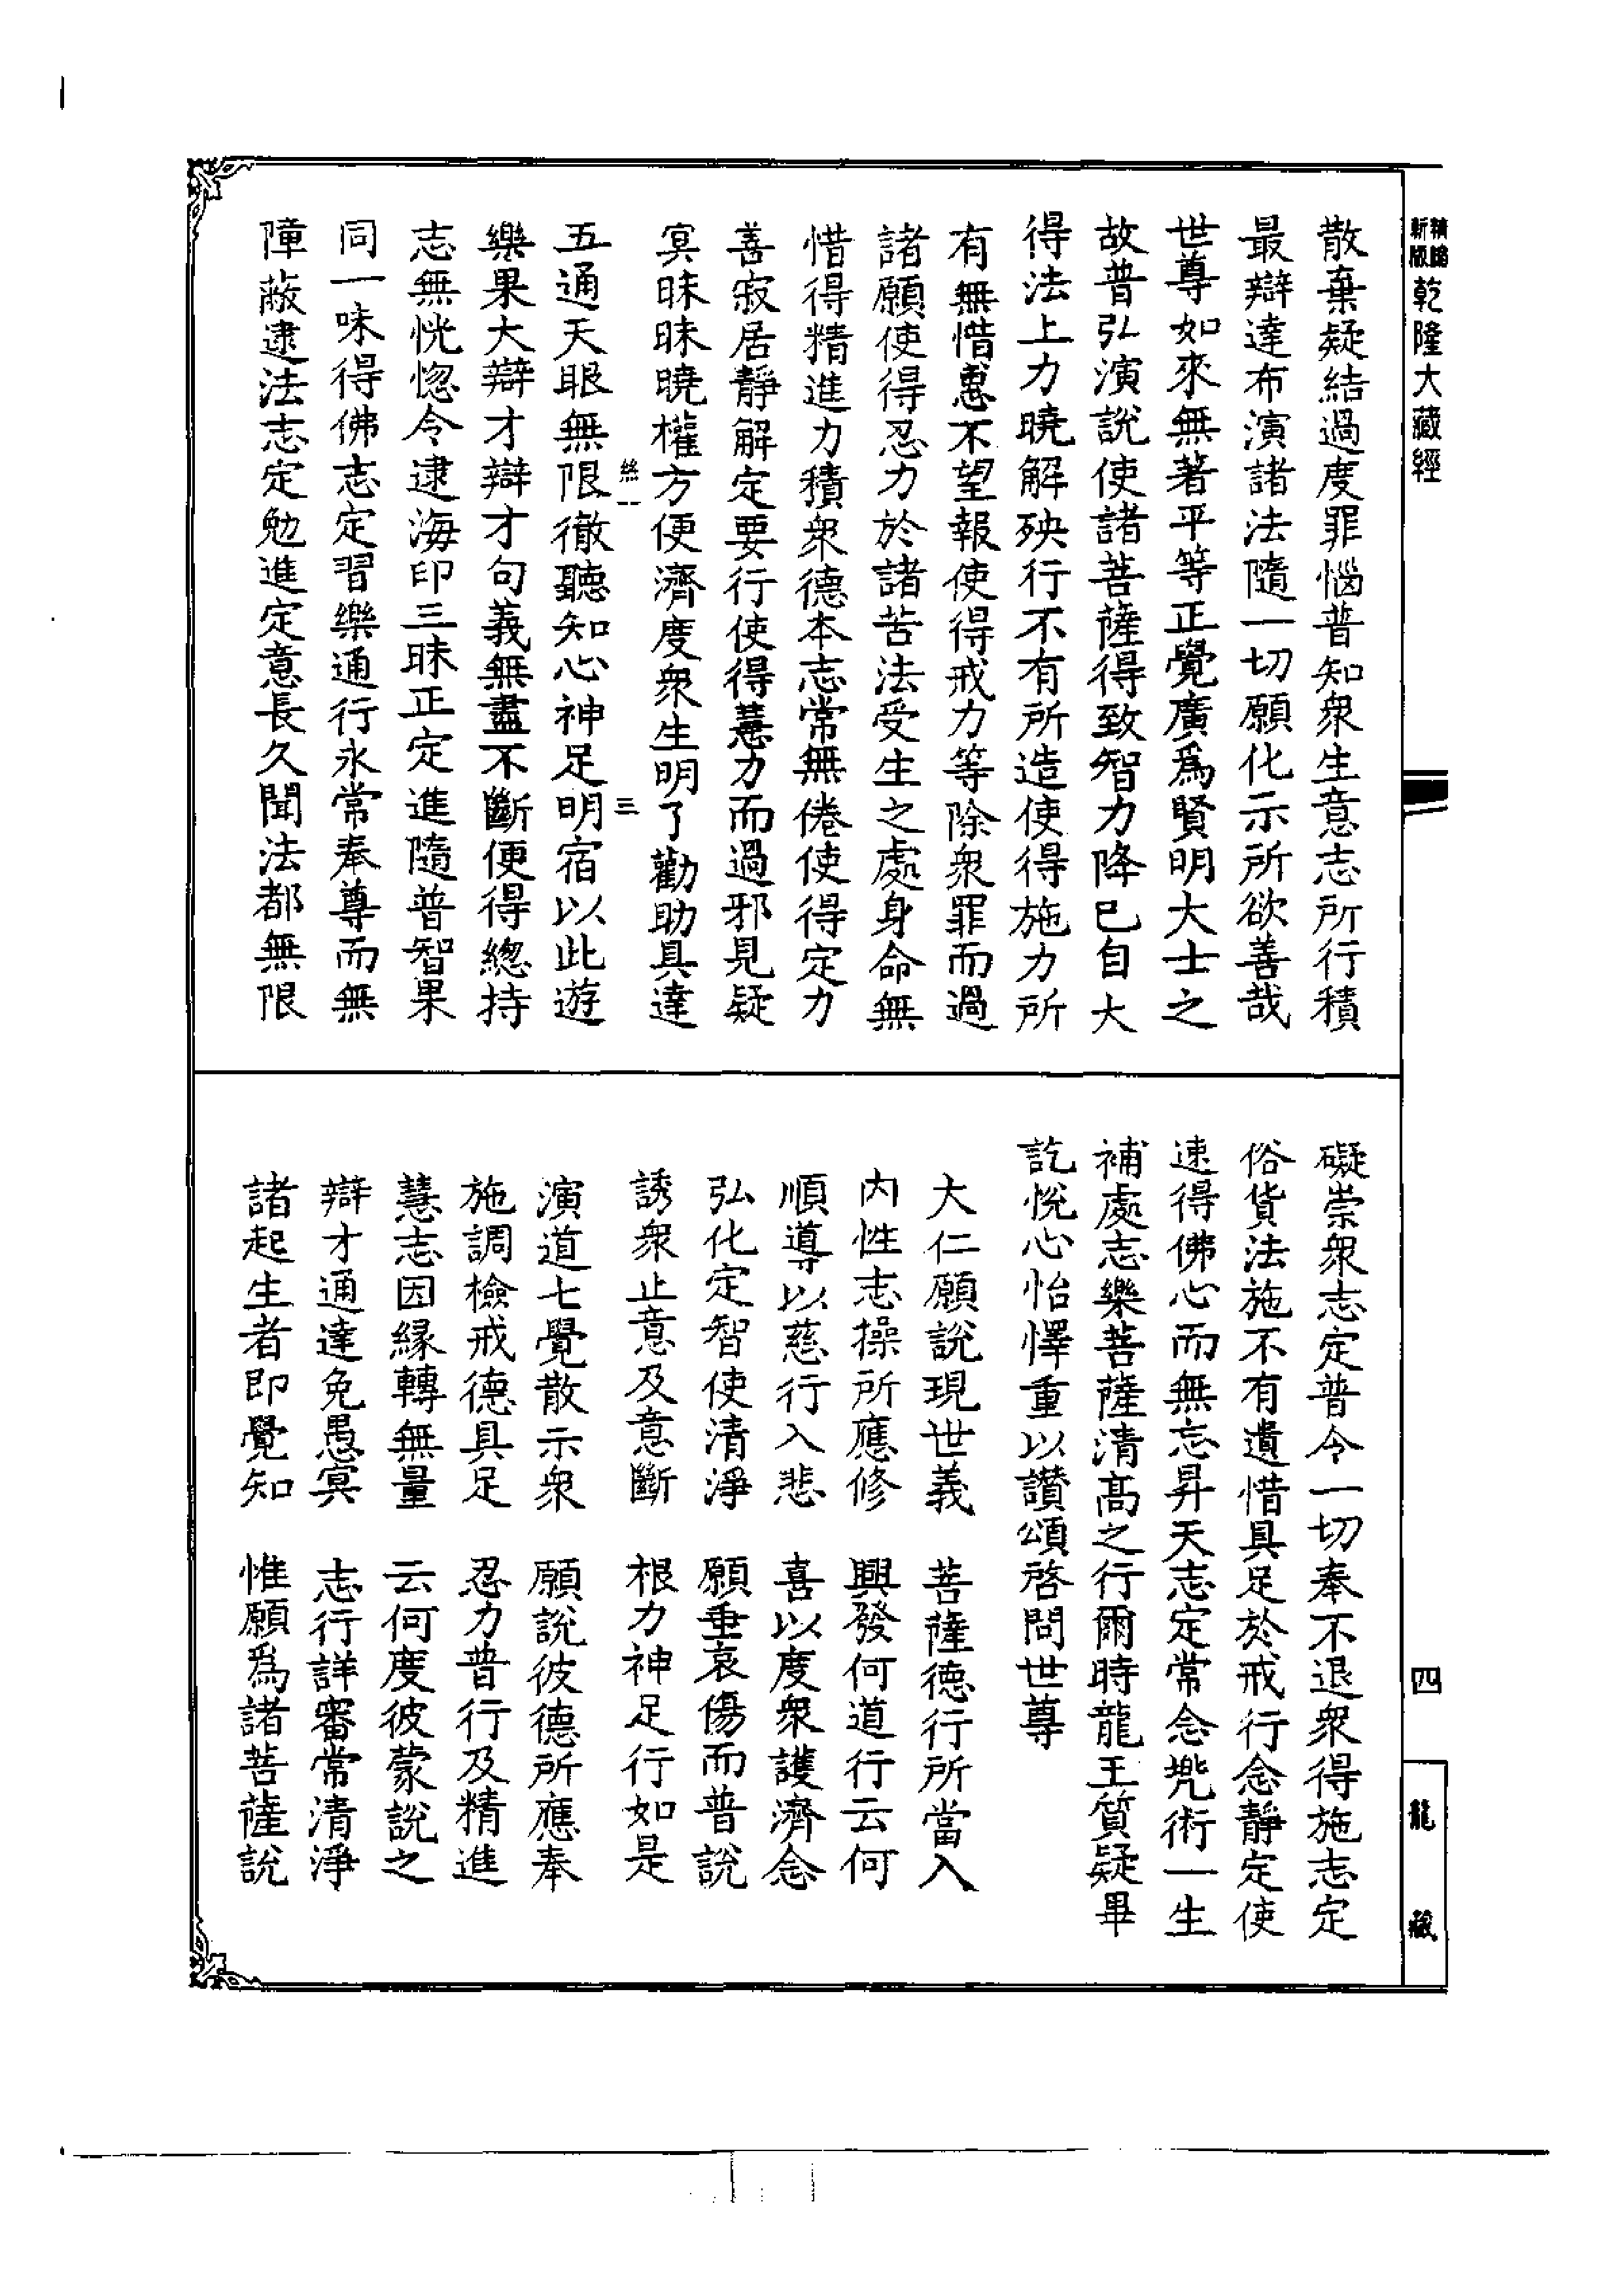 新版
精縮
乾隆大藏經
四
龍藏
散棄疑結過度罪惱普知衆生意志所行積
最辯達布演諸法隨一切願化示所欲善哉
世尊如來無著平等正覺廣爲賢明大士之
故普弘演說使諸菩薩得致智力降已自大
得法上力曉解殃行不有所造使得施力所
有無惜惠不望報使得戒力等除衆罪而過
諸願使得忍力於諸苦法受生之處身命無
惜得精進力積衆德本志常無倦使得定力
善寂居靜解定要行使得慧力而過邪見疑
冥昧昧曉權方便濟度衆生明了勸助具達
絲一 三
五通天眼無限徹聽知心神足明宿以此遊
樂果大辯才辯才句義無盡不斷便得總持
志無恍惚令逮海印三昧正定進隨普智果
同一味得佛志定習樂通行永常奉尊而無
障蔽逮法志定勉進定意長久聞法都無限
礙崇衆志定普令一切奉不退衆得施志定
俗貨法施不有遺惜具足於戒行念靜定使
速得佛心而無忘昇天志定常念兠術一生
補處志樂菩薩清高之行爾時龍王質疑畢
訖悅心怡懌重以讚頌啓問世尊
大仁願說現世義 菩薩德行所當入
内性志操所應修 興發何道行云何
順導以慈行入悲 喜以度衆護濟念
弘化定智使清淨 願垂哀傷而普說
誘衆止意及意斷 根力神足行如是
演道七覺散示衆 願說彼德所應奉
施調檢戒德具足 忍力普行及精進
慧志因縁轉無量 云何度彼蒙說之
辯才通達免愚冥 志行詳審常清淨
諸起生者即覺知 惟願爲諸菩薩說